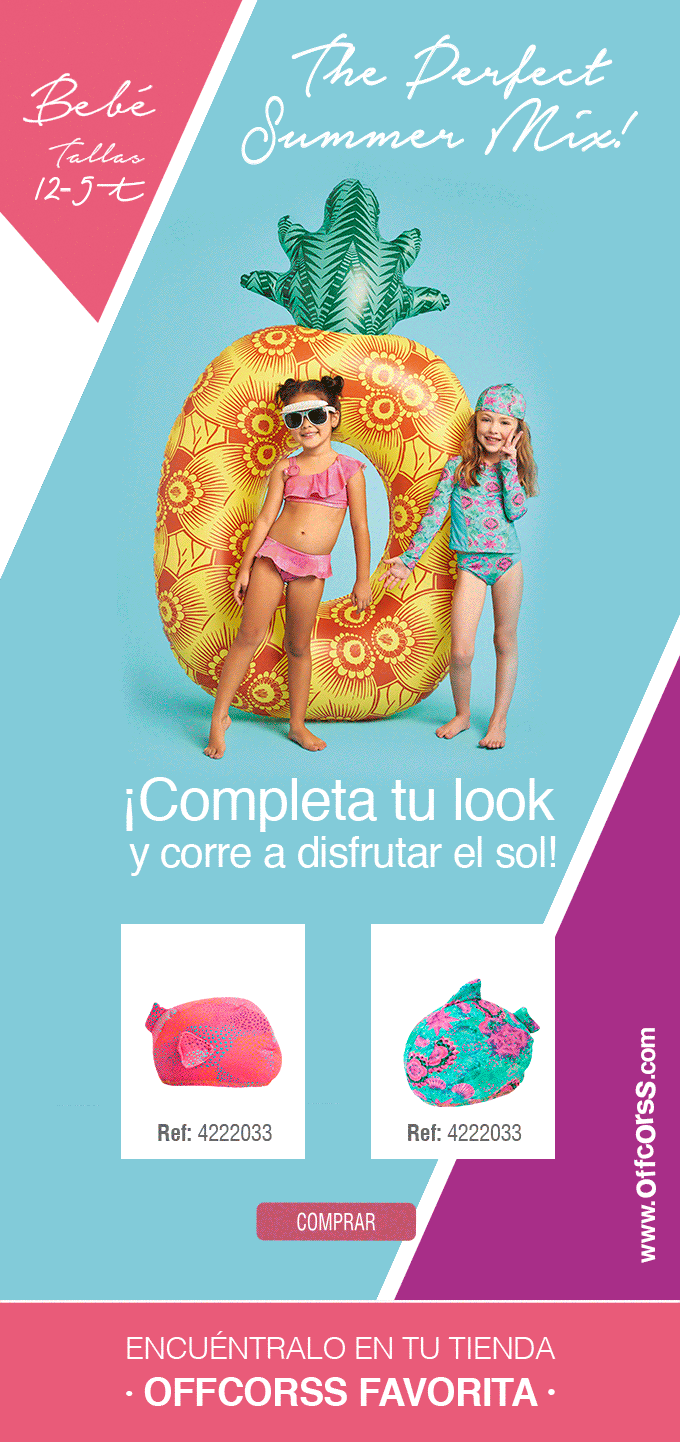 Bebé
Tallas
12-5t
The Perfect
Summer Mix!
¡Completa tu look
y corre a disfrutar el sol!
Ref: 4222033
Ref: 4222033
COMPRAR
www.offcorss.com
ENCUÉNTRALO EN TU TIENDA
· OFFCORSS FAVORITA ·